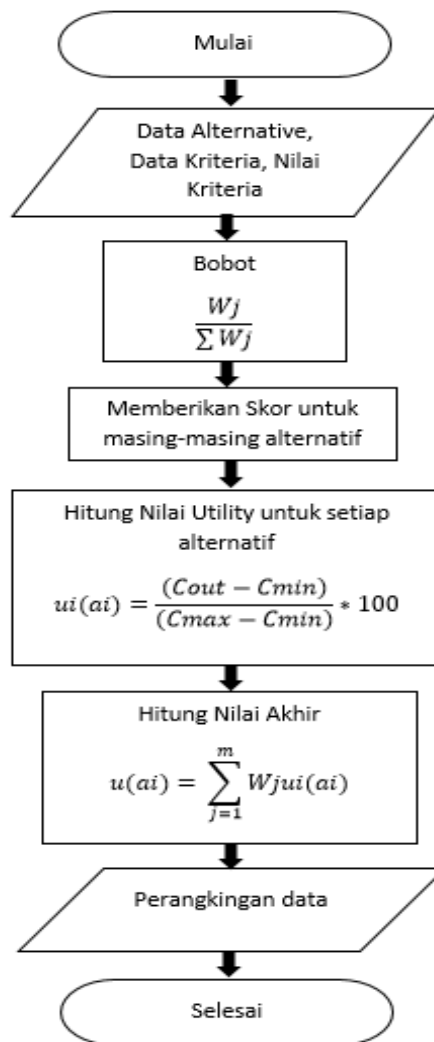 Mulai
Data Alternative,
Data Kriteria, Nilai
Kriteria
Bobot
Wj
∑ Wj
Memberikan Skor untuk
masing-masing alternatif
Hitung Nilai Utility untuk setiap
alternatif
ui(ai) = (Cout − Cmin) / (Cmax − Cmin) * 100
Hitung Nilai Akhir
m
u(ai) = ∑ Wjui(ai)
j=1
Perangkingan data
Selesai